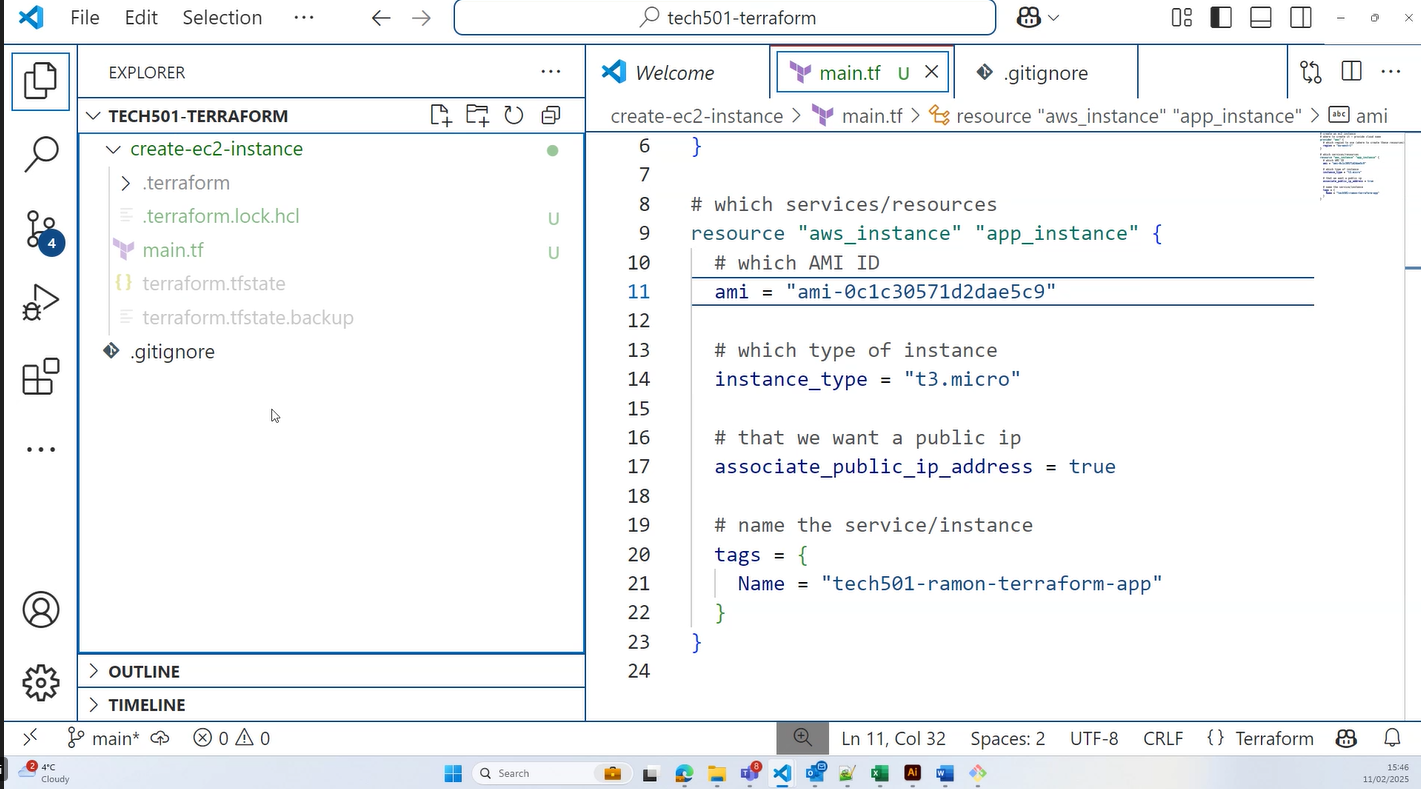 File Edit Selection ··· tech501-terraform
EXPLORER ···
TECH501-TERRAFORM
create-ec2-instance
.terraform
.terraform.lock.hcl U
main.tf U
{} terraform.tfstate
terraform.tfstate.backup
.gitignore
OUTLINE
TIMELINE
4
Welcome main.tf U .gitignore ···
create-ec2-instance > main.tf > resource "aws_instance" "app_instance" > abc ami
6 }
7
8 # which services/resources
9 resource "aws_instance" "app_instance" {
10 # which AMI ID
11 ami = "ami-0c1c30571d2dae5c9"
12
13 # which type of instance
14 instance_type = "t3.micro"
15
16 # that we want a public ip
17 associate_public_ip_address = true
18
19 # name the service/instance
20 tags = {
21 Name = "tech501-ramon-terraform-app"
22 }
23 }
24
main* 0 0 Ln 11, Col 32 Spaces: 2 UTF-8 CRLF {} Terraform
2 4°C
Cloudy
Search
8
Ai
15:46
11/02/2025